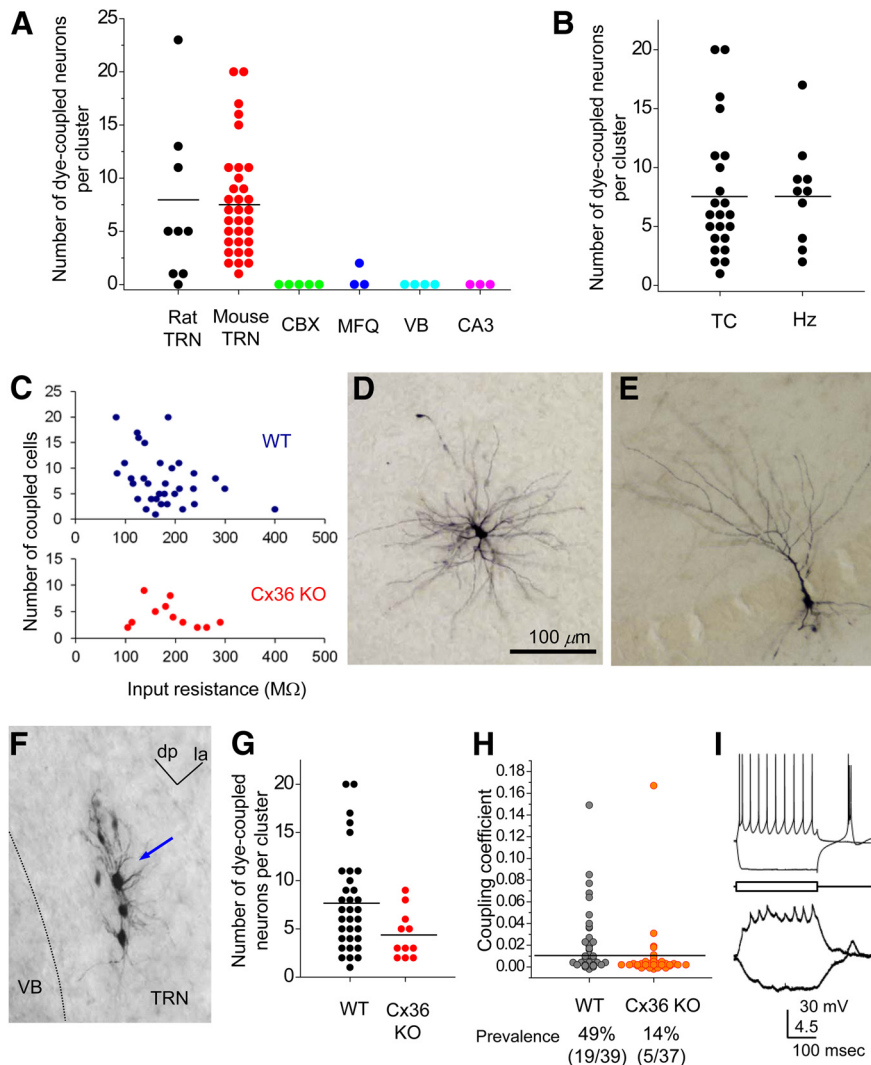 A
Number of dye-coupled neurons
per cluster
25
20
15
10
5
0
Rat
TRN
Mouse
TRN
CBX
MFQ
VB
CA3
B
Number of dye-coupled neurons
per cluster
20
15
10
5
0
TC
Hz
C
Number of coupled cells
25
20
15
10
5
0
WT
0 100 200 300 400 500
15
10
5
0
Cx36 KO
0 100 200 300 400 500
Input resistance (MΩ)
D
100 μm
E
F
dp
la
VB
TRN
G
Number of dye-coupled
neurons per cluster
20
15
10
5
0
WT
Cx36
KO
H
Coupling coefficient
0.18
0.16
0.14
0.12
0.10
0.08
0.06
0.04
0.02
0.00
WT
Cx36 KO
Prevalence 49% 14%
(19/39) (5/37)
I
30 mV
4.5
100 msec